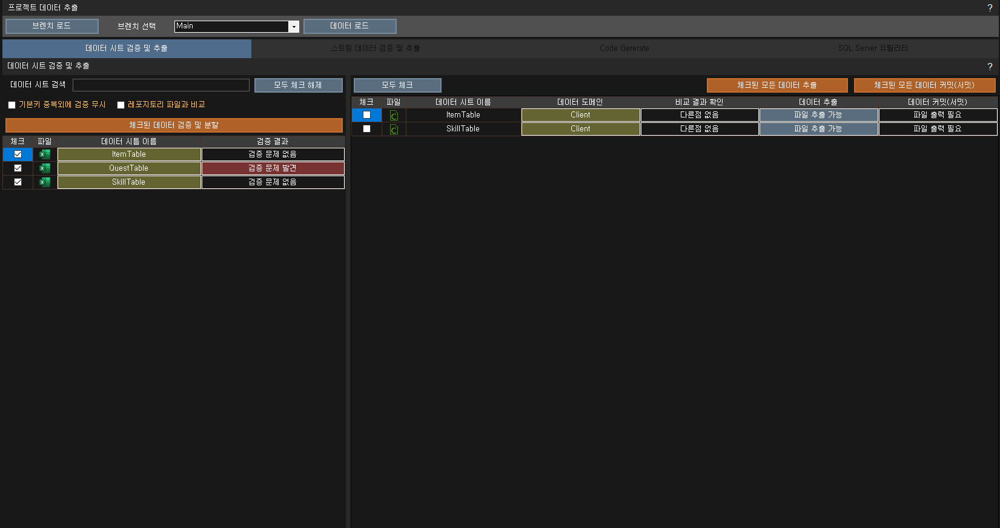 프로젝트 데이터 추출 ?
브렌치 로드 브렌치 선택 Main 데이터 로드
데이터 시트 검증 및 추출 스트링 데이터 검증 및 추출 Code Gererate SQL Server 유틸리티
데이터 시트 검증 및 추출 ?
데이터 시트 검색 모두 체크 해제
기본키 중복외에 검증 무시 레포지토리 파일과 비교
체크된 데이터 검증 및 분할
체크 파일 데이터 시틑 이름 검증 결과
ItemTable 검증 문제 없음
QuestTable 검증 문제 발견
SkillTable 검증 문제 없음
모두 체크 체크된 모든 데이터 추출 체크된 모든 데이터 커밋(서밋)
체크 파일 데이터 시트 이름 데이터 도메인 비교 결과 확인 데이터 추출 데이터 커밋(서밋)
ItemTable Client 다른점 없음 파일 추출 가능 파일 출력 필요
SkillTable Client 다른점 없음 파일 추출 가능 파일 출력 필요